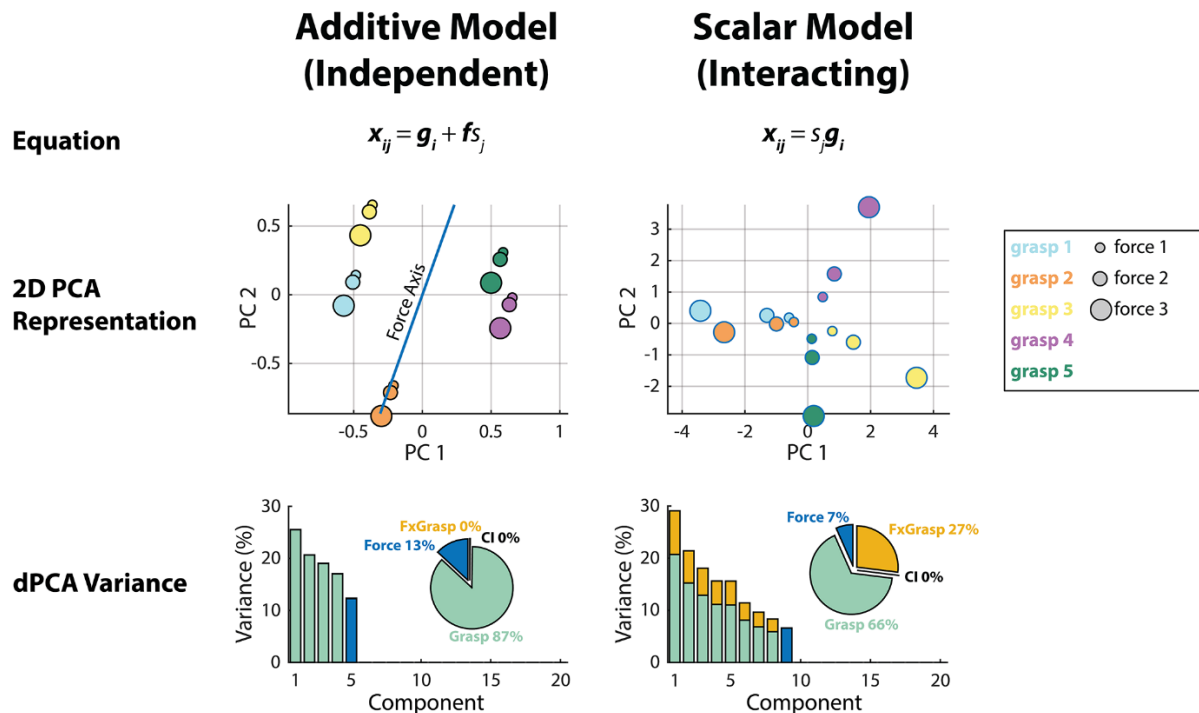 Additive Model
(Independent)
Scalar Model
(Interacting)
Equation
x_ij = g_i + fs_j
x_ij = s_j g_i
2D PCA
Representation
0.5
0
-0.5
PC 2
Force Axis
-0.5
0
0.5
1
PC 1
3
2
1
0
-1
-2
PC 2
-4
-2
0
2
4
PC 1
grasp 1
force 1
grasp 2
force 2
grasp 3
force 3
grasp 4
grasp 5
dPCA Variance
30
20
10
0
Variance (%)
FxGrasp 0%
CI 0%
Force 13%
Grasp 87%
1
5
10
15
20
Component
30
20
10
0
Variance (%)
Force 7%
FxGrasp 27%
CI 0%
Grasp 66%
1
5
10
15
20
Component